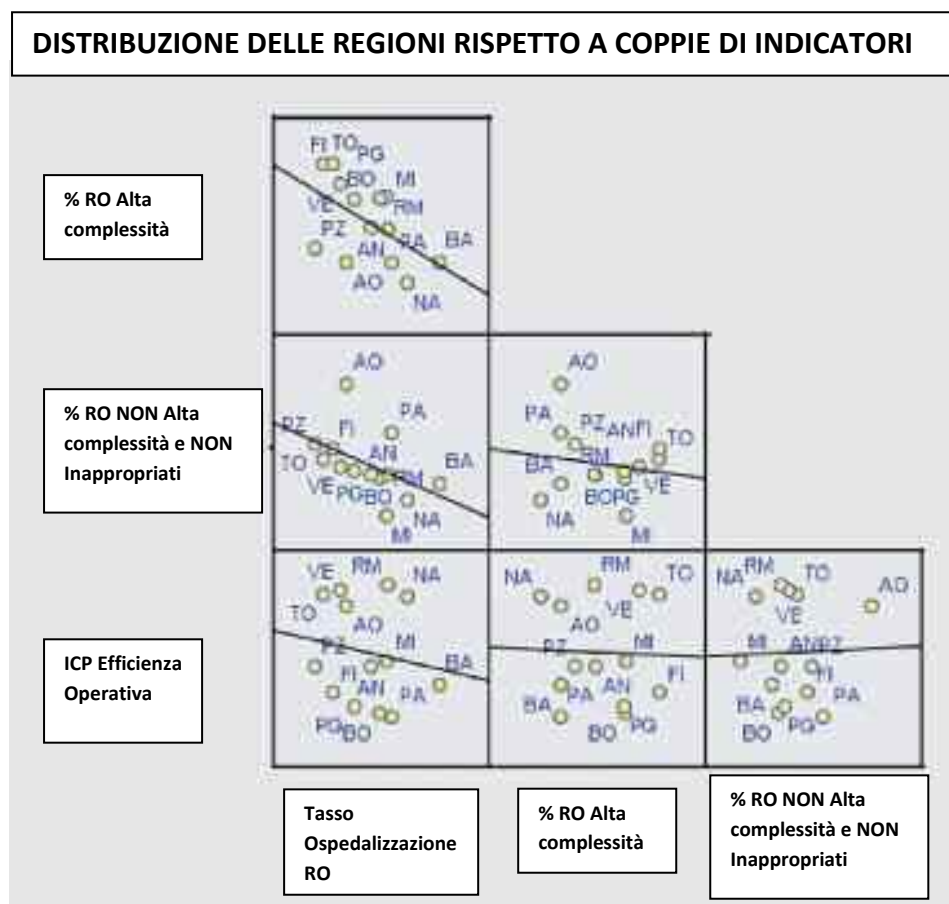 DISTRIBUZIONE DELLE REGIONI RISPETTO A COPPIE DI INDICATORI
% RO Alta
complessità
FI TO PG
BO MI
VE RM
PZ AN PA BA
AO NA
% RO NON Alta
complessità e NON
Inappropriati
AO
PA
PZ FI
AN
TO RM BA
VE PG BO NA
MI
AO
PA PZ AN FI TO
BA RM
VE
NA BO PG
MI
ICP Efficienza
Operativa
VE RM NA
TO
AO
PZ MI
BA
FI AN PA
PG BO
RM
NA TO
AO VE
PZ MI
FI
BA PA AN
BO PG
RM TO
NA AO
VE
MI AN PZ
FI
BA PA
BO PG
Tasso
Ospedalizzazione
RO
% RO Alta
complessità
% RO NON Alta
complessità e NON
Inappropriati